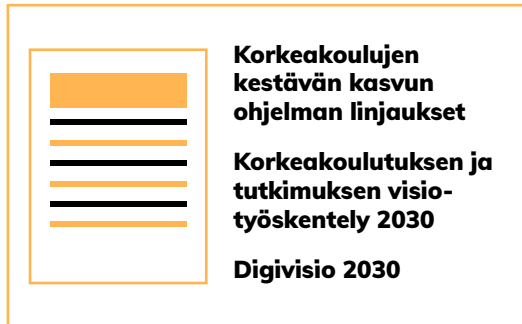 Korkeakoulujen
kestävän kasvun
ohjelman linjaukset
Korkeakoulutuksen ja
tutkimuksen visio-
työskentely 2030
Digivisio 2030